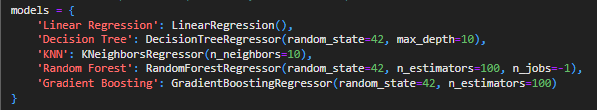 models = {
    'Linear Regression': LinearRegression(),
    'Decision Tree': DecisionTreeRegressor(random_state=42, max_depth=10),
    'KNN': KNeighborsRegressor(n_neighbors=10),
    'Random Forest': RandomForestRegressor(random_state=42, n_estimators=100, n_jobs=-1),
    'Gradient Boosting': GradientBoostingRegressor(random_state=42, n_estimators=100)
}